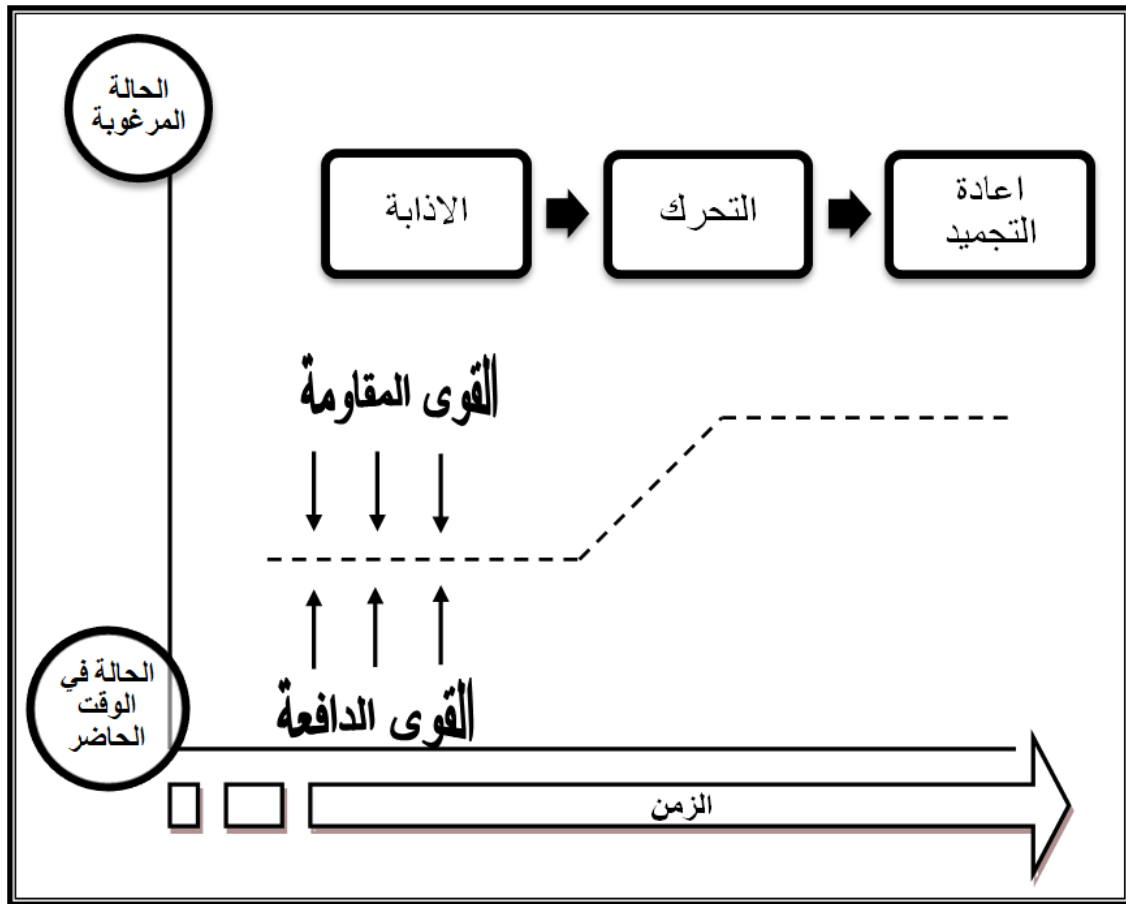 الحالة
المرغوبة
الاذابة
التحرك
اعادة
التجميد
القوى المقاومة
القوى الدافعة
الحالة في
الوقت
الحاضر
الزمن